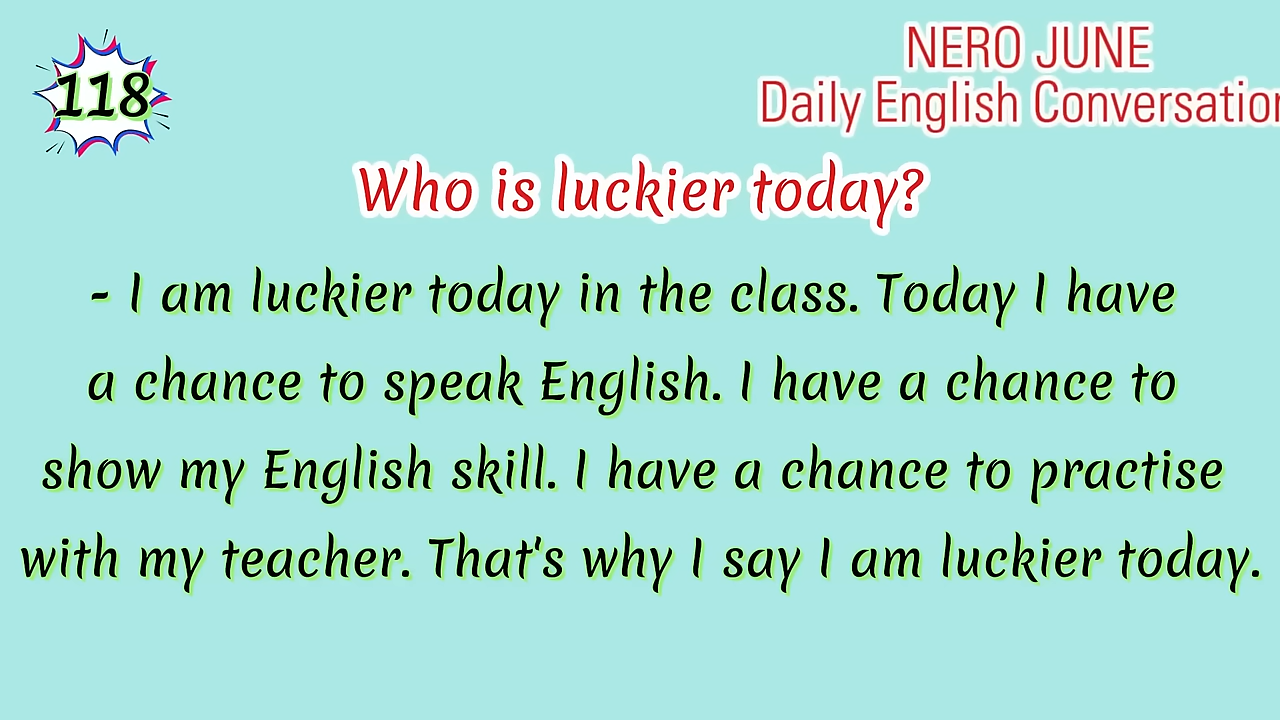 118
NERO JUNE
Daily English Conversation
Who is luckier today?
- I am luckier today in the class. Today I have
a chance to speak English. I have a chance to
show my English skill. I have a chance to practise
with my teacher. That's why I say I am luckier today.